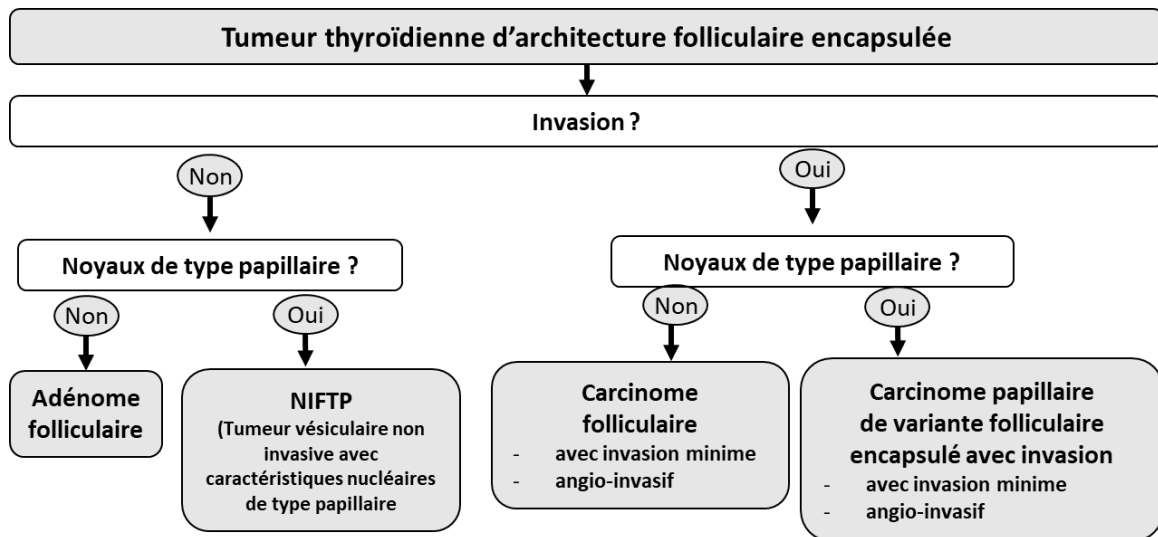 Tumeur thyroïdienne d’architecture folliculaire encapsulée
Invasion ?
Non
Oui
Noyaux de type papillaire ?
Noyaux de type papillaire ?
Non
Oui
Non
Oui
Adénome
folliculaire
NIFTP
(Tumeur vésiculaire non
invasive avec
caractéristiques nucléaires
de type papillaire
Carcinome
folliculaire
- avec invasion minime
- angio-invasif
Carcinome papillaire
de variante folliculaire
encapsulé avec invasion
- avec invasion minime
- angio-invasif